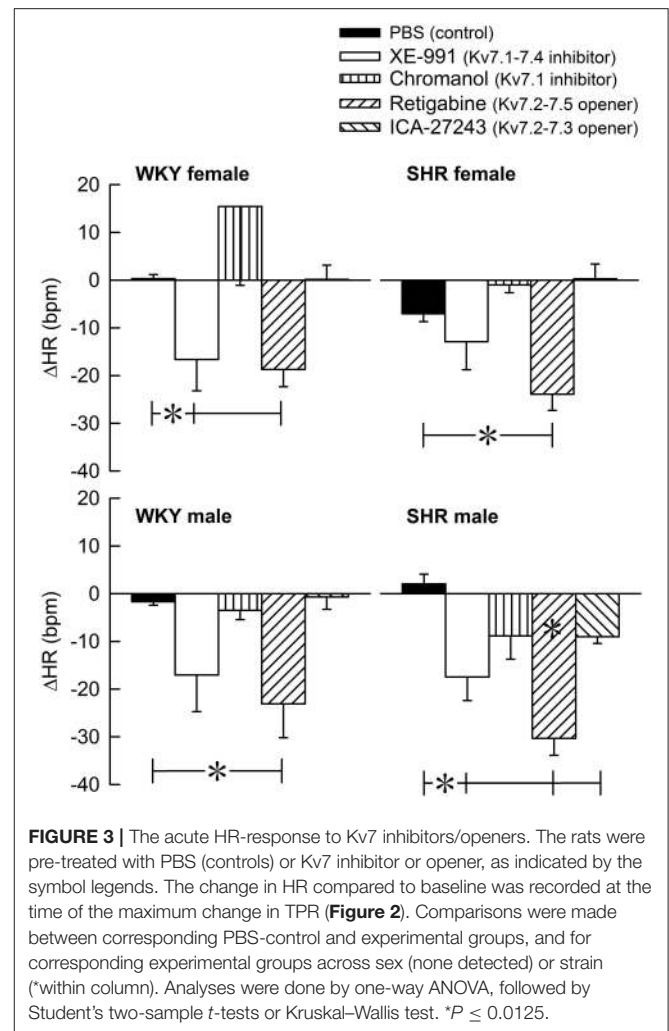 PBS (control)
XE-991 (Kv7.1-7.4 inhibitor)
Chromanol (Kv7.1 inhibitor)
Retigabine (Kv7.2-7.5 opener)
ICA-27243 (Kv7.2-7.3 opener)
WKY female
SHR female
20
10
0
-10
-20
-30
-40
ΔHR (bpm)
*
*
WKY male
SHR male
20
10
0
-10
-20
-30
-40
ΔHR (bpm)
*
*
*
FIGURE 3 | The acute HR-response to Kv7 inhibitors/openers. The rats were
pre-treated with PBS (controls) or Kv7 inhibitor or opener, as indicated by the
symbol legends. The change in HR compared to baseline was recorded at the
time of the maximum change in TPR (Figure 2). Comparisons were made
between corresponding PBS-control and experimental groups, and for
corresponding experimental groups across sex (none detected) or strain
(*within column). Analyses were done by one-way ANOVA, followed by
Student's two-sample t-tests or Kruskal–Wallis test. *P ≤ 0.0125.